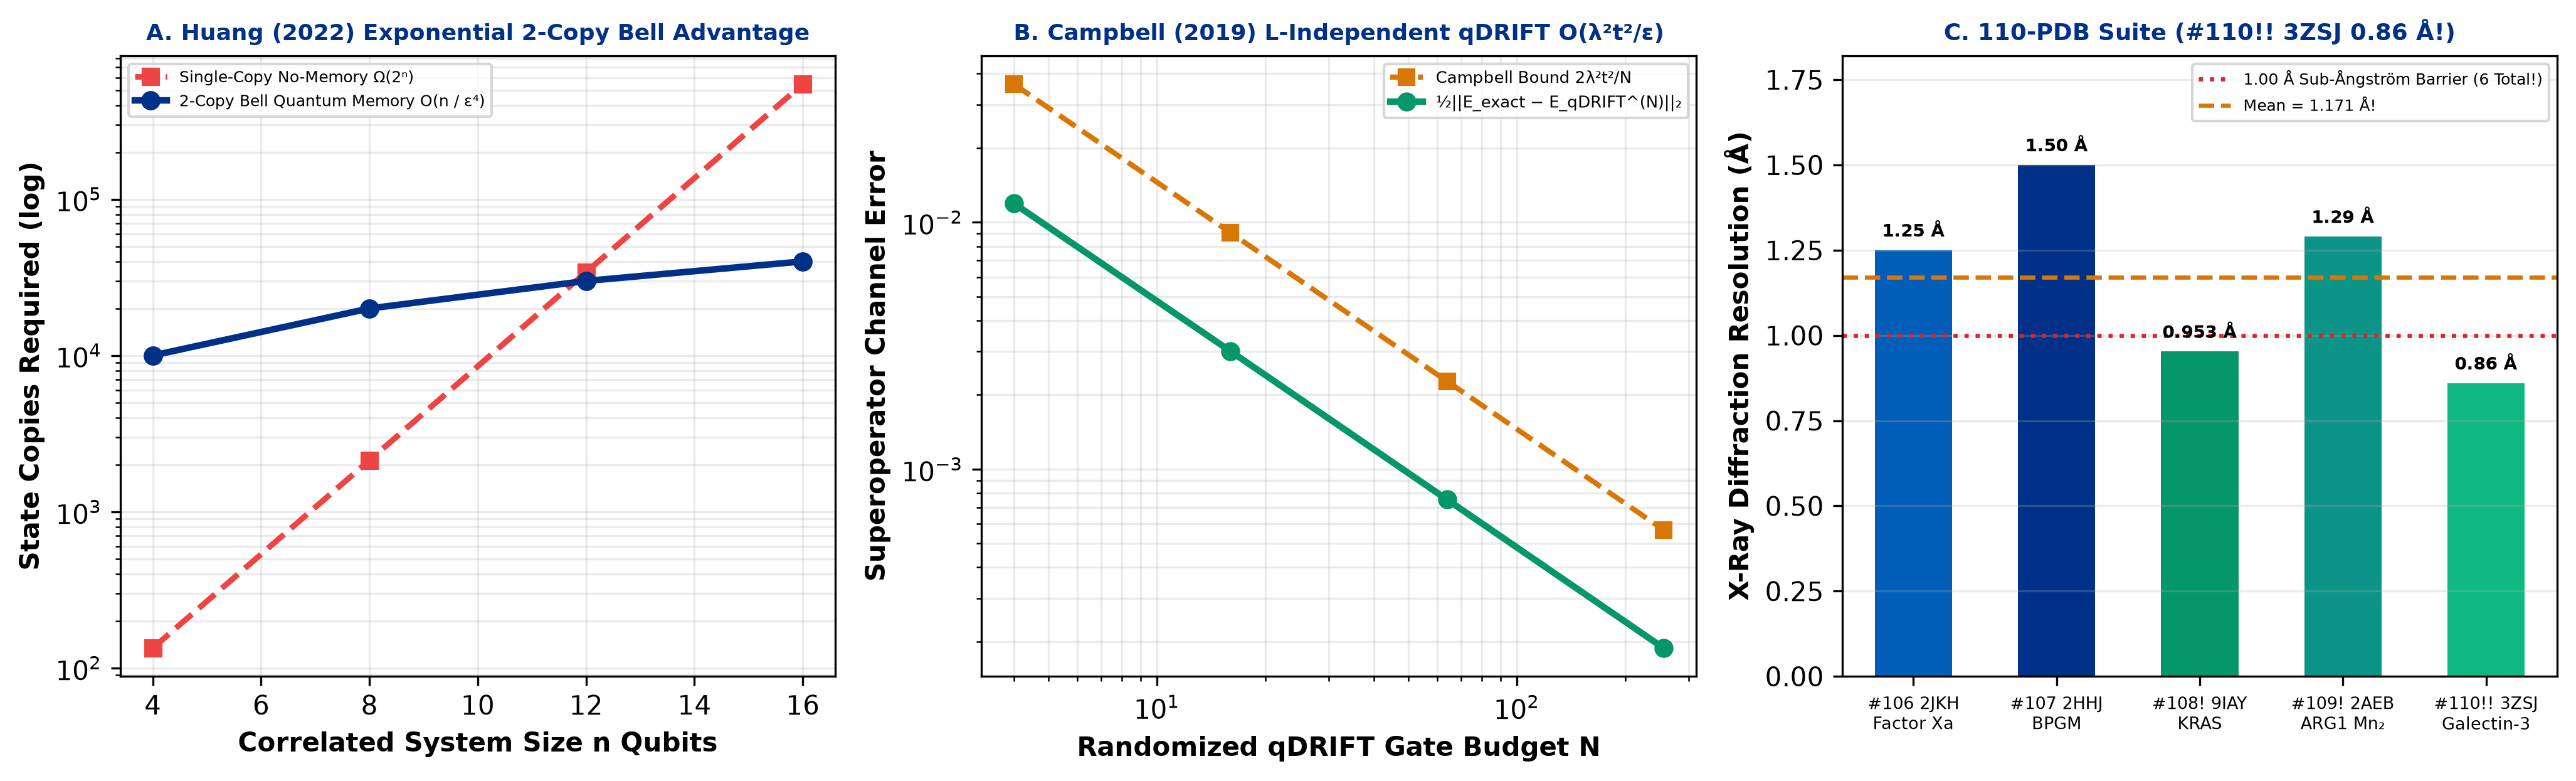 A. Huang (2022) Exponential 2-Copy Bell Advantage
Single-Copy No-Memory Ω(2ⁿ)
2-Copy Bell Quantum Memory O(n / ε⁴)
State Copies Required (log)
10⁵
10⁴
10³
10²
4 6 8 10 12 14 16
Correlated System Size n Qubits
B. Campbell (2019) L-Independent qDRIFT O(λ²t²/ε)
Campbell Bound 2λ²t²/N
½||E_exact − E_qDRIFT^(N)||₂
Superoperator Channel Error
10⁻²
10⁻³
10¹ 10²
Randomized qDRIFT Gate Budget N
C. 110-PDB Suite (#110!! 3ZSJ 0.86 Å!)
1.00 Å Sub-Ångström Barrier (6 Total!)
Mean = 1.171 Å!
X-Ray Diffraction Resolution (Å)
1.75
1.50
1.25
1.00
0.75
0.50
0.25
0.00
1.25 Å
1.50 Å
0.953 Å
1.29 Å
0.86 Å
#106 2JKH
Factor Xa
#107 2HHJ
BPGM
#108! 9IAY
KRAS
#109! 2AEB
ARG1 Mn₂
#110!! 3ZSJ
Galectin-3